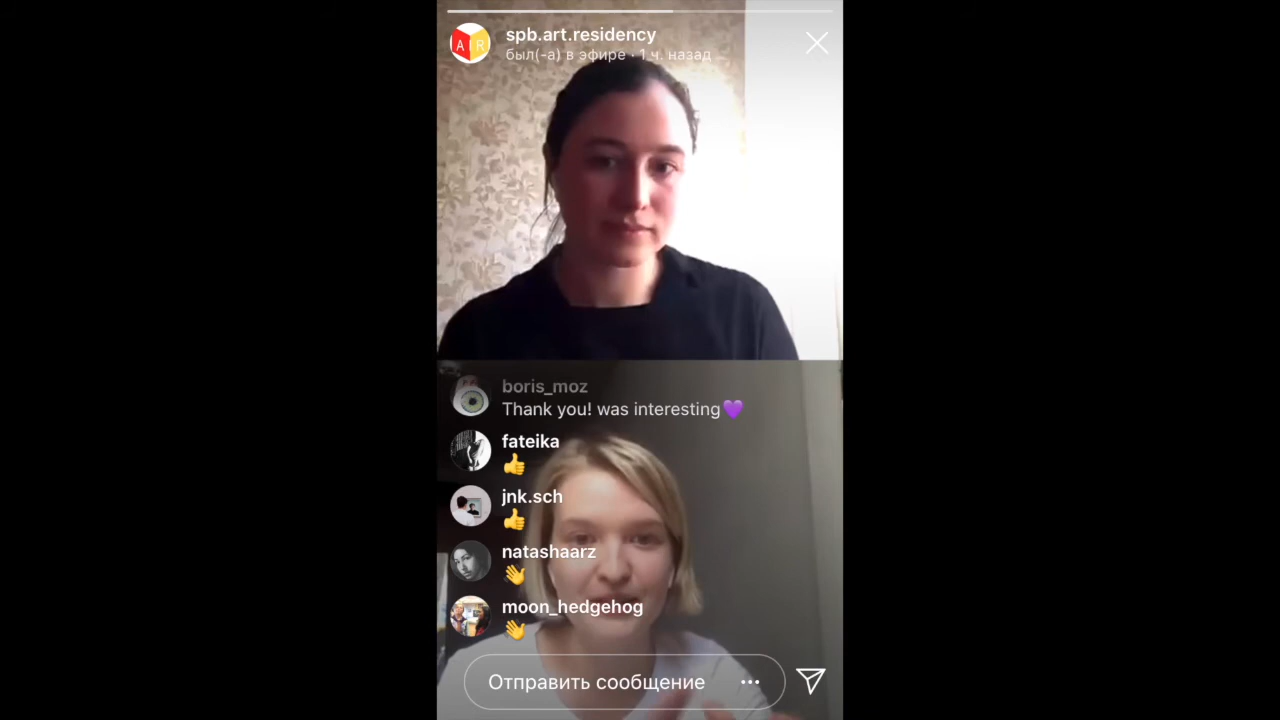 AIR
spb.art.residency
был(-а) в эфире · 1 ч. назад
boris_moz
Thank you! was interesting💜
fateika
👍
jnk.sch
👍
natashaarz
👋
moon_hedgehog
👋
Отправить сообщение